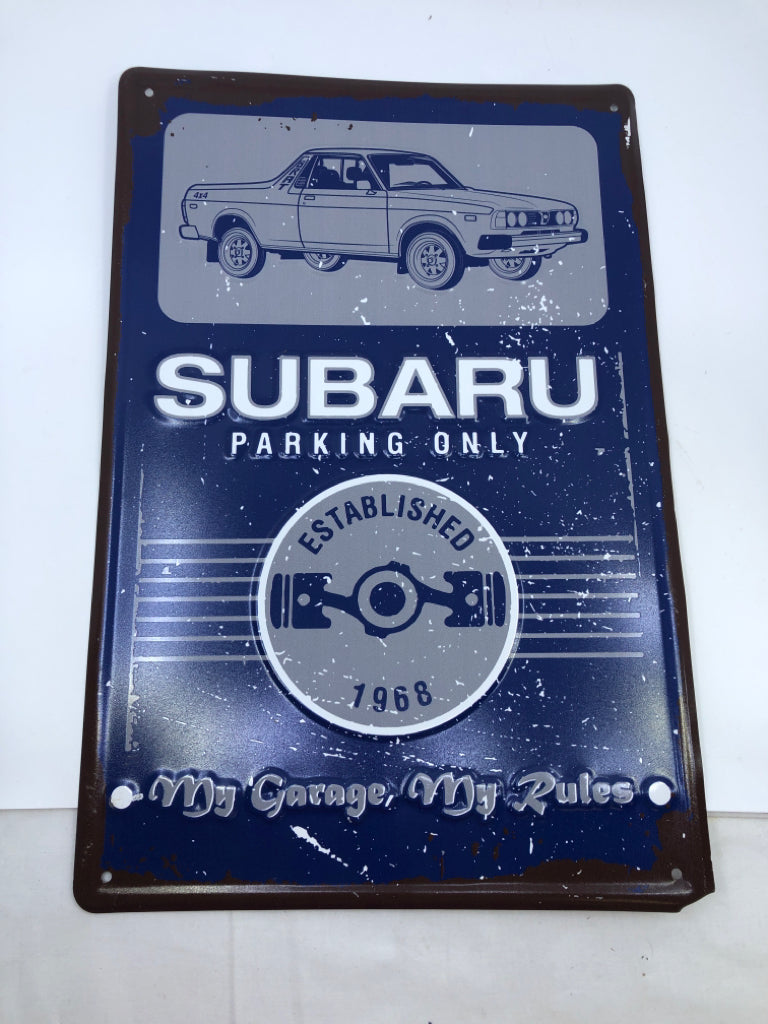 4x4
SUBARU
PARKING ONLY
ESTABLISHED
1968
My Garage, My Rules